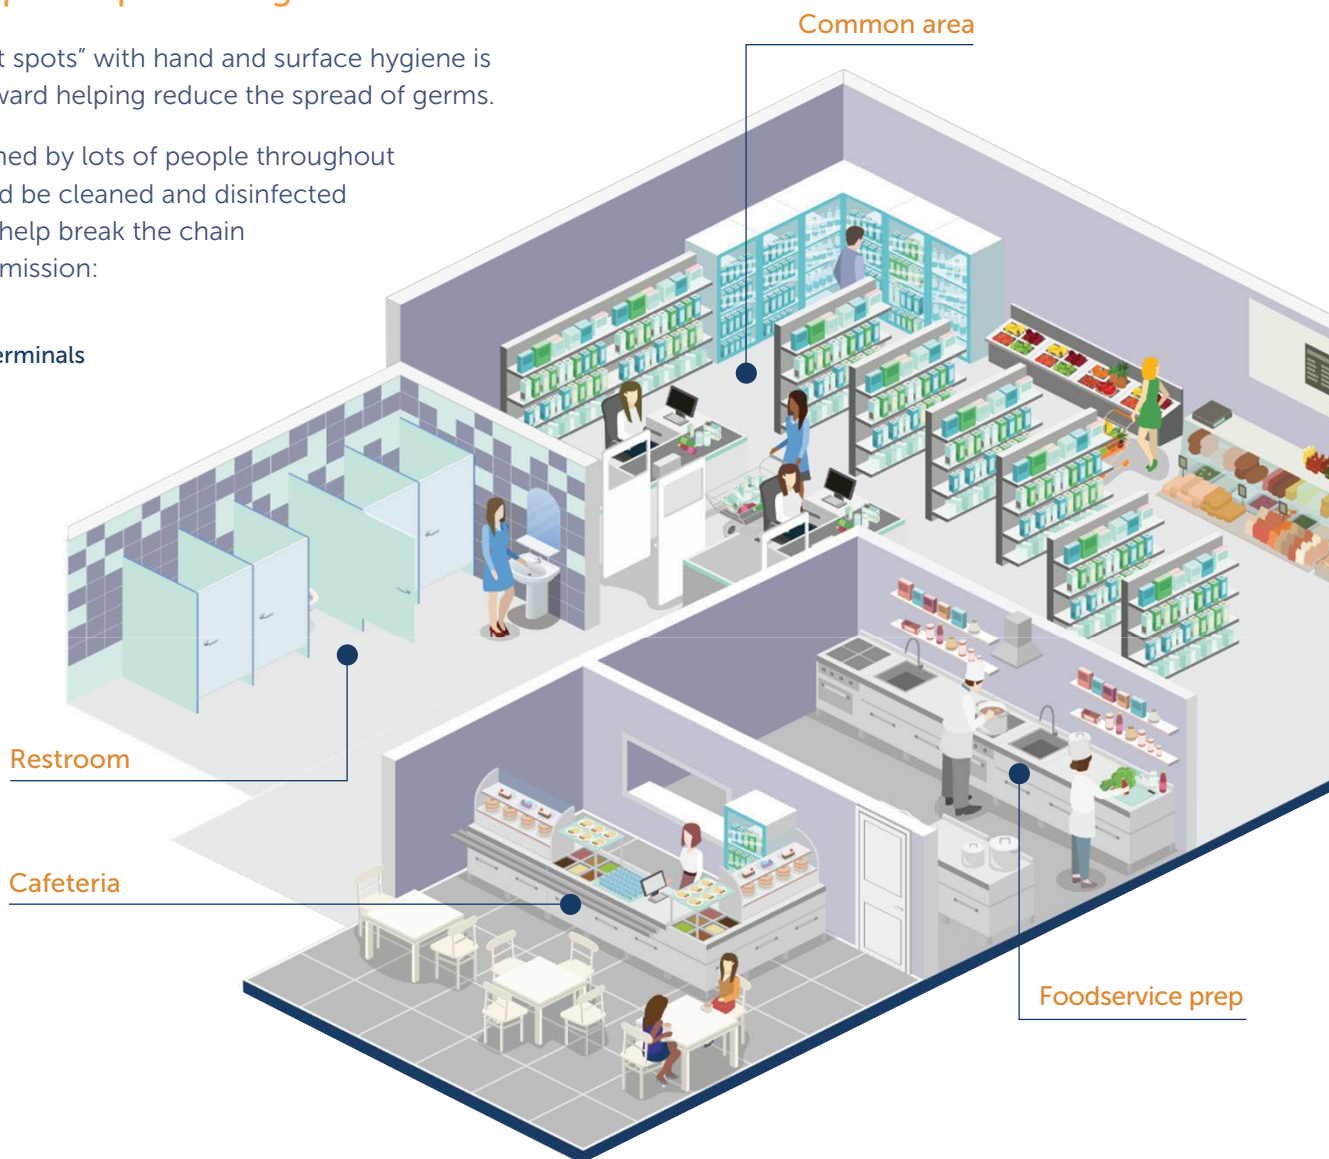 Common area
t spots” with hand and surface hygiene is
ward helping reduce the spread of germs.
ned by lots of people throughout
d be cleaned and disinfected
help break the chain
mission:
erminals
Restroom
Cafeteria
Foodservice prep